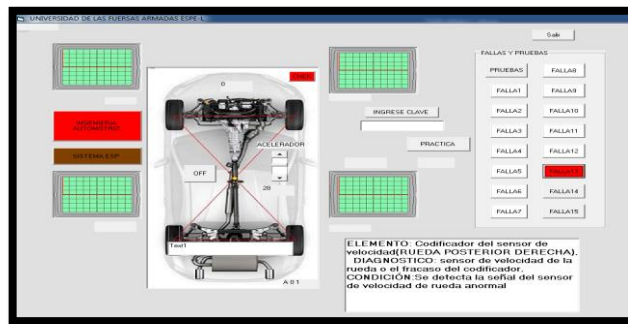 UNIVERSIDAD DE LAS FUERSAS ARMADAS ESPE-L
Salir
FALLAS Y PRUEBAS
PRUEBAS
FALLA8
FALLA1
FALLA9
FALLA2
FALLA10
FALLA3
FALLA11
FALLA4
FALLA12
FALLA5
FALLA13
FALLA6
FALLA14
FALLA7
FALLA15
0
INGENIERIA
AUTOMOTRIZ
SISTEMA ESP
INGRESE CLAVE
PRACTICA
ACELERADOR
OFF
28
Text1
A 0 1
ELEMENTO: Codificador del sensor de
velocidad(RUEDA POSTERIOR DERECHA),
DIAGNOSTICO: sensor de velocidad de la
rueda o el fracaso del codificador,
CONDICIÓN:Se detecta la señal del sensor
de velocidad de rueda anormal